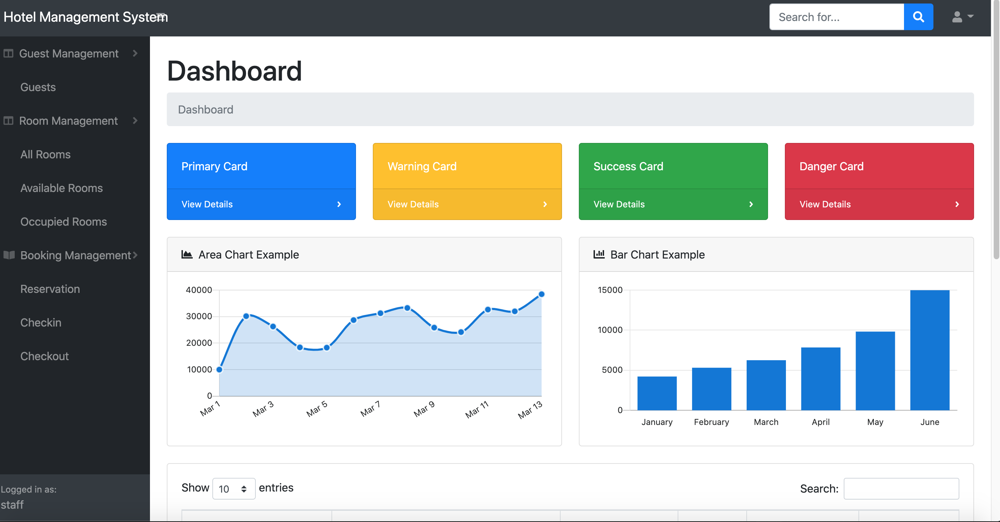 Hotel Management System
Search for...
Guest Management
Guests
Room Management
All Rooms
Available Rooms
Occupied Rooms
Booking Management
Reservation
Checkin
Checkout
Logged in as:
staff
Dashboard
Dashboard
Primary Card
View Details
Warning Card
View Details
Success Card
View Details
Danger Card
View Details
Area Chart Example
40000
30000
20000
10000
0
Mar 1
Mar 3
Mar 5
Mar 7
Mar 9
Mar 11
Mar 13
Bar Chart Example
15000
10000
5000
0
January
February
March
April
May
June
Show 10 entries
Search: